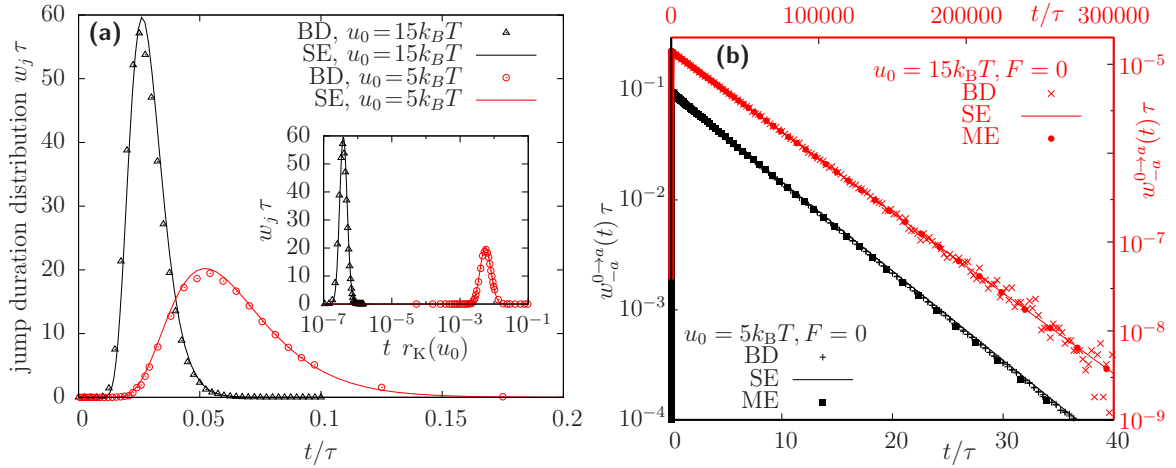 (a)
jump duration distribution w_j τ
60
50
40
30
20
10
0
BD, u_0 = 15k_BT
SE, u_0 = 15k_BT
BD, u_0 = 5k_BT
SE, u_0 = 5k_BT
w_j τ
60
50
40
30
20
10
0
10^{-7} 10^{-5} 10^{-3} 10^{-1}
t r_K(u_0)
0 0.05 0.1 0.15 0.2
t/τ
0 100000 200000 300000
t/τ
(b)
w_{-a}^{0→a}(t) τ
10^{-1}
10^{-2}
10^{-3}
10^{-4}
u_0 = 15k_BT, F = 0
BD
SE
ME
u_0 = 5k_BT, F = 0
BD
SE
ME
10^{-5}
10^{-7}
10^{-8}
10^{-9}
w_{-a}^{0→a}(t) τ
0 10 20 30 40
t/τ